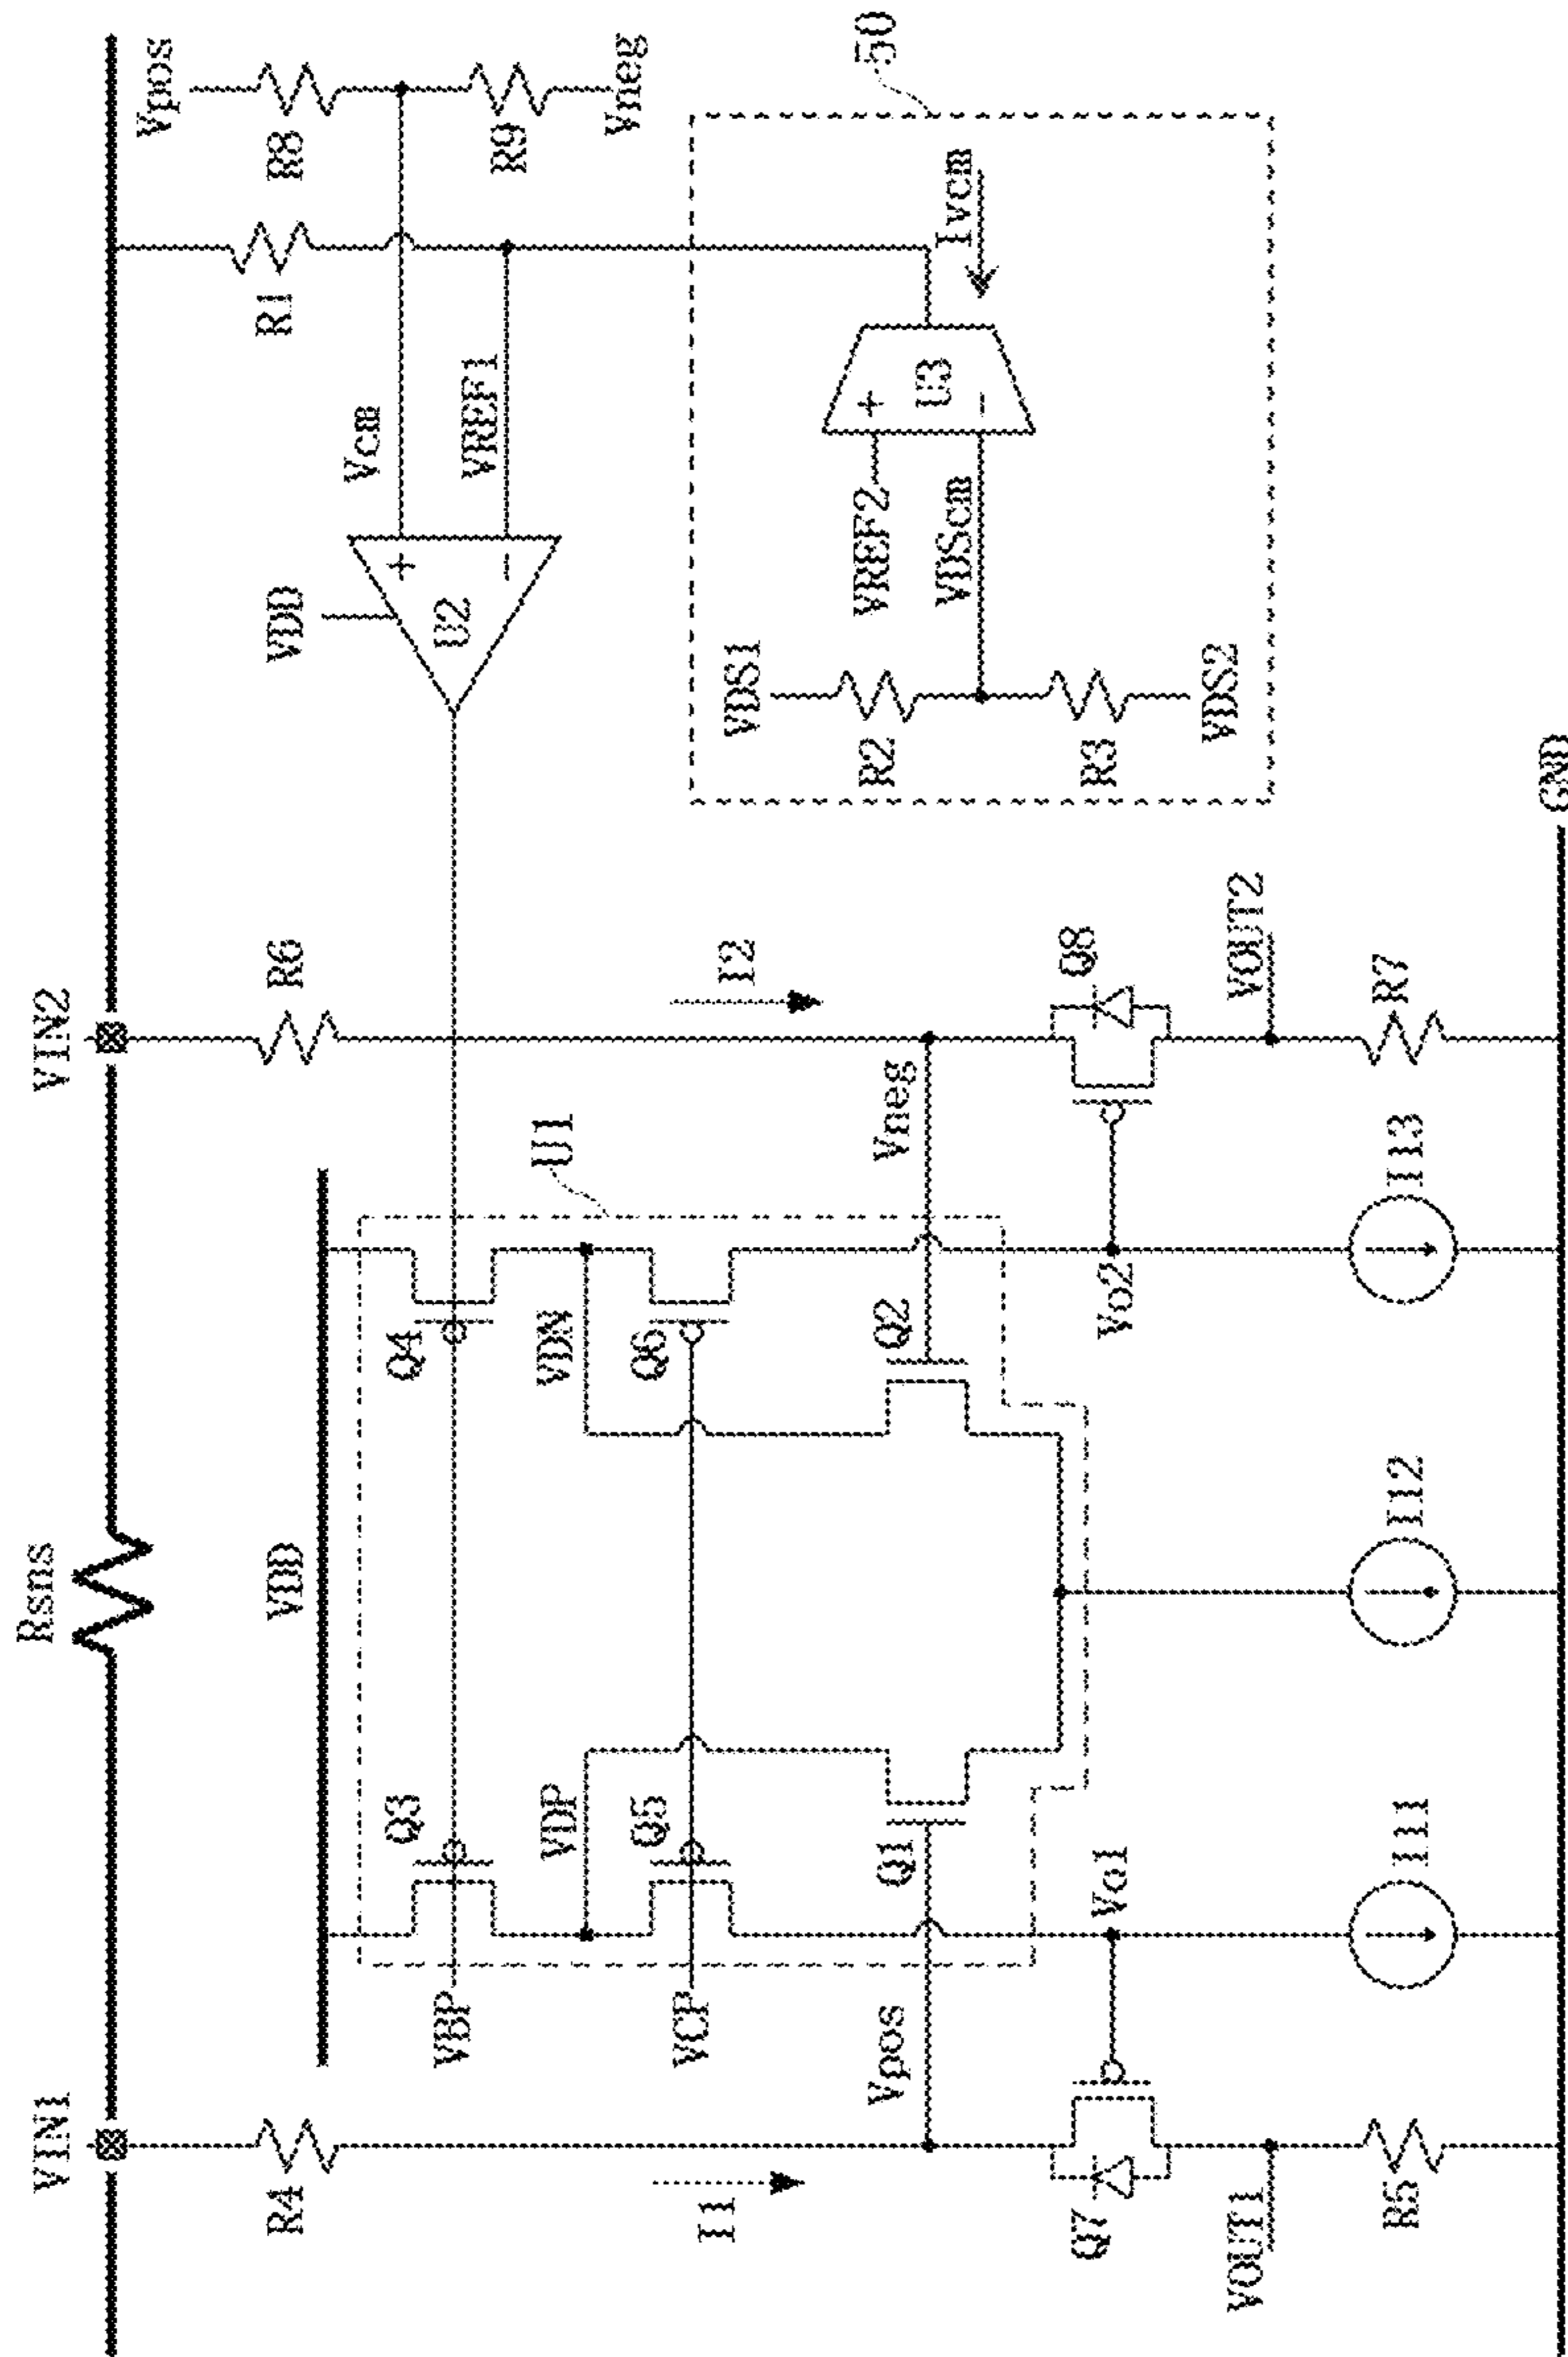 VIN1
Rsns
VIN2
VDD
R4
I1
VBP
VCP
Q3
Q4
VDP
VDN
Q5
Q6
U1
Vpos
Q1
Q2
Vneg
R6
I2
Q7
Vo1
Vo2
Q8
VOUT1
VOUT2
R5
I11
I12
I13
R7
GND
VDD
U2
+
-
Vcm
VREF1
R1
Vpos
R8
R9
Vneg
50
VDS1
R2
R3
VDS2
VREF2
VDScm
+
-
U3
Ivcm